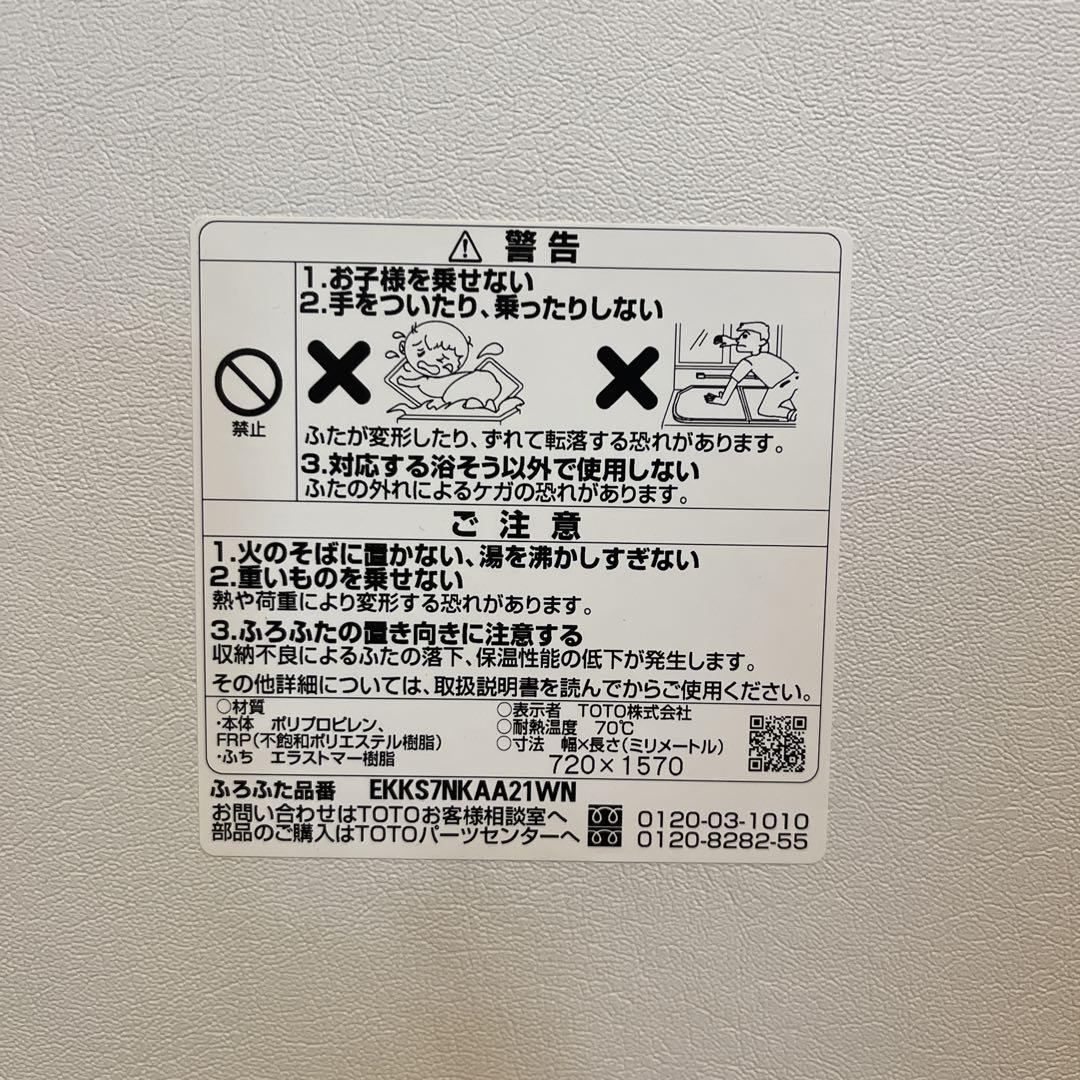 警告
1.お子様を乗せない
2.手をついたり、乗ったりしない
禁止
ふたが変形したり、ずれて転落する恐れがあります。
3.対応する浴そう以外で使用しない
ふたの外れによるケガの恐れがあります。
ご注意
1.火のそばに置かない、湯を沸かしすぎない
2.重いものを乗せない
熱や荷重により変形する恐れがあります。
3.ふろふたの置き向きに注意する
収納不良によるふたの落下、保温性能の低下が発生します。
その他詳細については、取扱説明書を読んでからご使用ください。
○材質
・本体 ポリプロピレン、
FRP(不飽和ポリエステル樹脂)
・ふち エラストマー樹脂
○表示者 TOTO株式会社
○耐熱温度 70℃
○寸法 幅×長さ(ミリメートル)
720×1570
ふろふた品番 EKKS7NKAA21WN
お問い合わせはTOTOお客様相談室へ 0120-03-1010
部品のご購入はTOTOパーツセンターへ 0120-8282-55